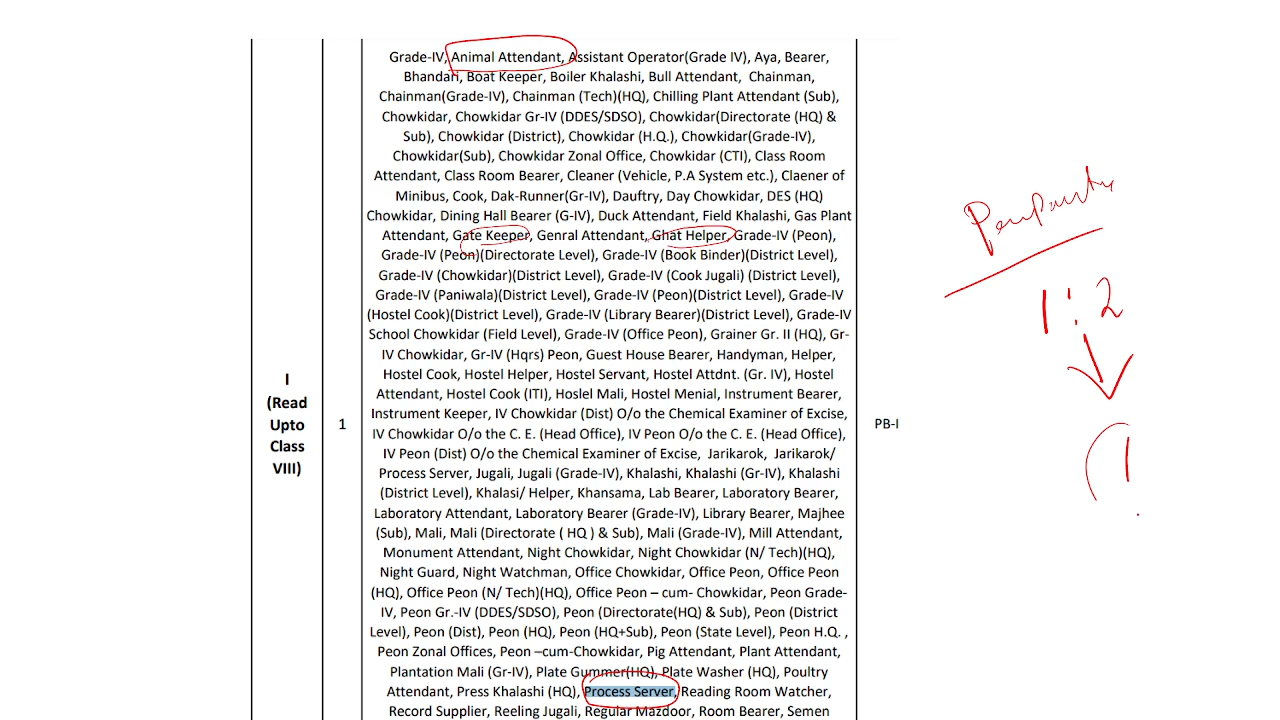 Grade-IV, Animal Attendant, Assistant Operator(Grade IV), Aya, Bearer,
Bhandari, Boat Keeper, Boiler Khalashi, Bull Attendant, Chainman,
Chainman(Grade-IV), Chainman (Tech)(HQ), Chilling Plant Attendant (Sub),
Chowkidar, Chowkidar Gr-IV (DDES/SDSO), Chowkidar(Directorate (HQ) &
Sub), Chowkidar (District), Chowkidar (H.Q.), Chowkidar(Grade-IV),
Chowkidar(Sub), Chowkidar Zonal Office, Chowkidar (CTI), Class Room
Attendant, Class Room Bearer, Cleaner (Vehicle, P.A System etc.), Claener of
Minibus, Cook, Dak-Runner(Gr-IV), Dauftry, Day Chowkidar, DES (HQ)
Chowkidar, Dining Hall Bearer (G-IV), Duck Attendant, Field Khalashi, Gas Plant
Attendant, Gate Keeper, Genral Attendant, Ghat Helper, Grade-IV (Peon),
Grade-IV (Peon)(Directorate Level), Grade-IV (Book Binder)(District Level),
Grade-IV (Chowkidar)(District Level), Grade-IV (Cook Jugali) (District Level),
Grade-IV (Paniwala)(District Level), Grade-IV (Peon)(District Level), Grade-IV
(Hostel Cook)(District Level), Grade-IV (Library Bearer)(District Level), Grade-IV
School Chowkidar (Field Level), Grade-IV (Office Peon), Grainer Gr. II (HQ), Gr-
IV Chowkidar, Gr-IV (Hqrs) Peon, Guest House Bearer, Handyman, Helper,
Hostel Cook, Hostel Helper, Hostel Servant, Hostel Attdnt. (Gr. IV), Hostel
Attendant, Hostel Cook (ITI), Hoslel Mali, Hostel Menial, Instrument Bearer,
Instrument Keeper, IV Chowkidar (Dist) O/o the Chemical Examiner of Excise,
IV Chowkidar O/o the C. E. (Head Office), IV Peon O/o the C. E. (Head Office),
IV Peon (Dist) O/o the Chemical Examiner of Excise, Jarikarok, Jarikarok/
Process Server, Jugali, Jugali (Grade-IV), Khalashi, Khalashi (Gr-IV), Khalashi
(District Level), Khalasi/ Helper, Khansama, Lab Bearer, Laboratory Bearer,
Laboratory Attendant, Laboratory Bearer (Grade-IV), Library Bearer, Majhee
(Sub), Mali, Mali (Directorate ( HQ ) & Sub), Mali (Grade-IV), Mill Attendant,
Monument Attendant, Night Chowkidar, Night Chowkidar (N/ Tech)(HQ),
Night Guard, Night Watchman, Office Chowkidar, Office Peon, Office Peon
(HQ), Office Peon (N/ Tech)(HQ), Office Peon – cum- Chowkidar, Peon Grade-
IV, Peon Gr.-IV (DDES/SDSO), Peon (Directorate(HQ) & Sub), Peon (District
Level), Peon (Dist), Peon (HQ), Peon (HQ+Sub), Peon (State Level), Peon H.Q. ,
Peon Zonal Offices, Peon –cum-Chowkidar, Pig Attendant, Plant Attendant,
Plantation Mali (Gr-IV), Plate Gummer(HQ), Plate Washer (HQ), Poultry
Attendant, Press Khalashi (HQ), Process Server, Reading Room Watcher,
Record Supplier, Reeling Jugali, Regular Mazdoor, Room Bearer, Semen
I
(Read
Upto
Class
VIII)
1
PB-I
1:2
(1